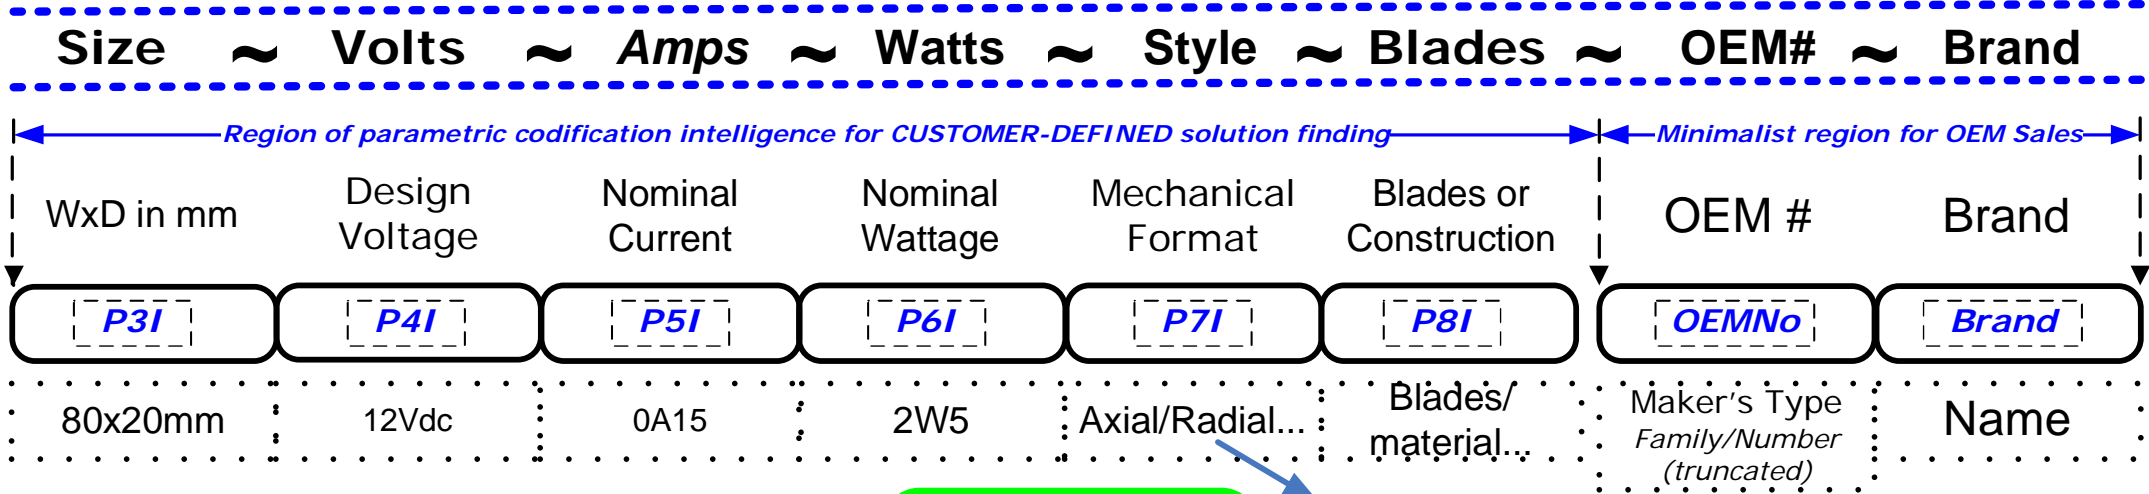 Size ~ Volts ~ Amps ~ Watts ~ Style ~ Blades ~ OEM# ~ Brand
Region of parametric codification intelligence for CUSTOMER-DEFINED solution finding
Minimalist region for OEM Sales
WxD in mm
Design
Voltage
Nominal
Current
Nominal
Wattage
Mechanical
Format
Blades or
Construction
OEM #
Brand
P3I
P4I
P5I
P6I
P7I
P8I
OEMNo
Brand
80x20mm
12Vdc
0A15
2W5
Axial/Radial...
Blades/
material...
Maker's Type
Family/Number
(truncated)
Name